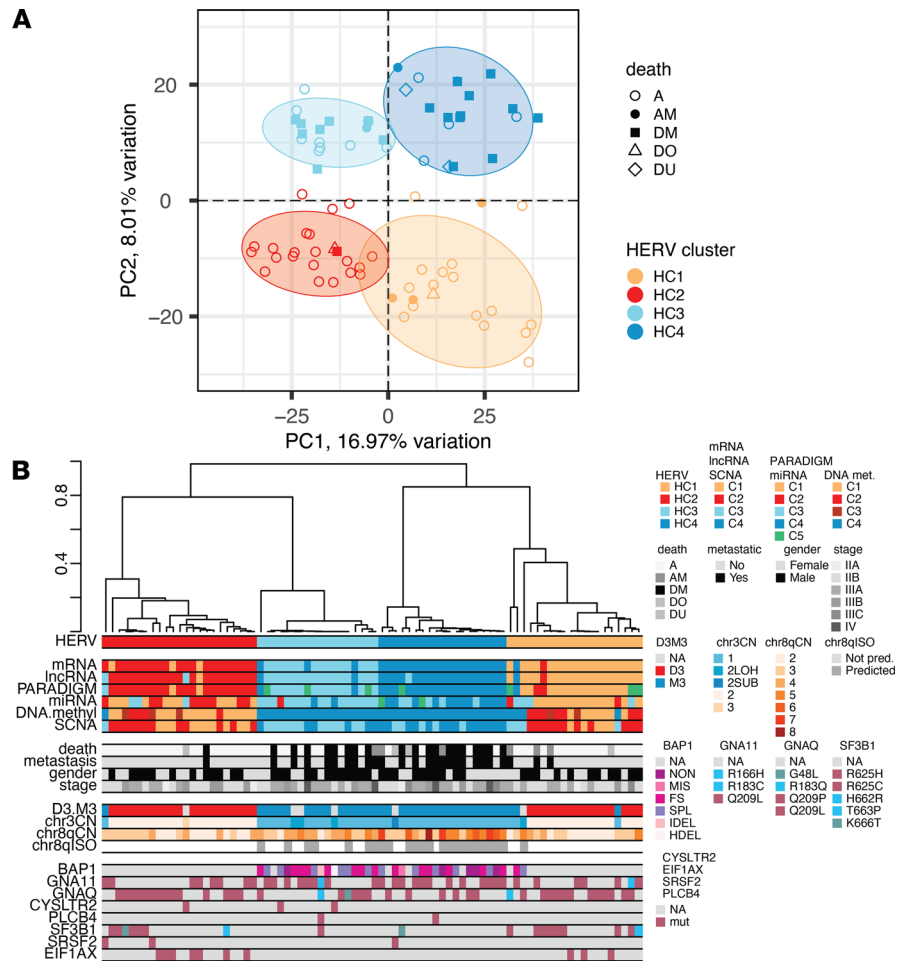 A
death
A
AM
DM
DO
DU
HERV cluster
HC1
HC2
HC3
HC4
PC2, 8.01% variation
20
0
−20
−25
0
25
PC1, 16.97% variation
B
0.8
0.4
HERV
mRNA
lncRNA
PARADIGM
miRNA
DNA.methyl
SCNA
death
metastasis
gender
stage
D3.M3
chr3CN
chr8qCN
chr8qISO
BAP1
GNA11
GNAQ
CYSLTR2
PLCB4
SF3B1
SRSF2
EIF1AX
HERV
HC1
HC2
HC3
HC4
mRNA
lncRNA
SCNA
C1
C2
C3
C4
PARADIGM
miRNA
C1
C2
C3
C4
C5
DNA met.
C1
C2
C3
C4
death
A
AM
DM
DO
DU
metastatic
No
Yes
gender
Female
Male
stage
IIA
IIB
IIIA
IIIB
IIIC
IV
D3M3
NA
D3
M3
chr3CN
1
2LOH
2SUB
2
3
chr8qCN
2
3
4
5
6
7
8
chr8qISO
Not pred.
Predicted
BAP1
NA
NON
MIS
FS
SPL
IDEL
HDEL
GNA11
NA
R166H
R183C
Q209L
GNAQ
NA
G48L
R183Q
Q209P
Q209L
SF3B1
NA
R625H
R625C
H662R
T663P
K666T
CYSLTR2
EIF1AX
SRSF2
PLCB4
NA
mut